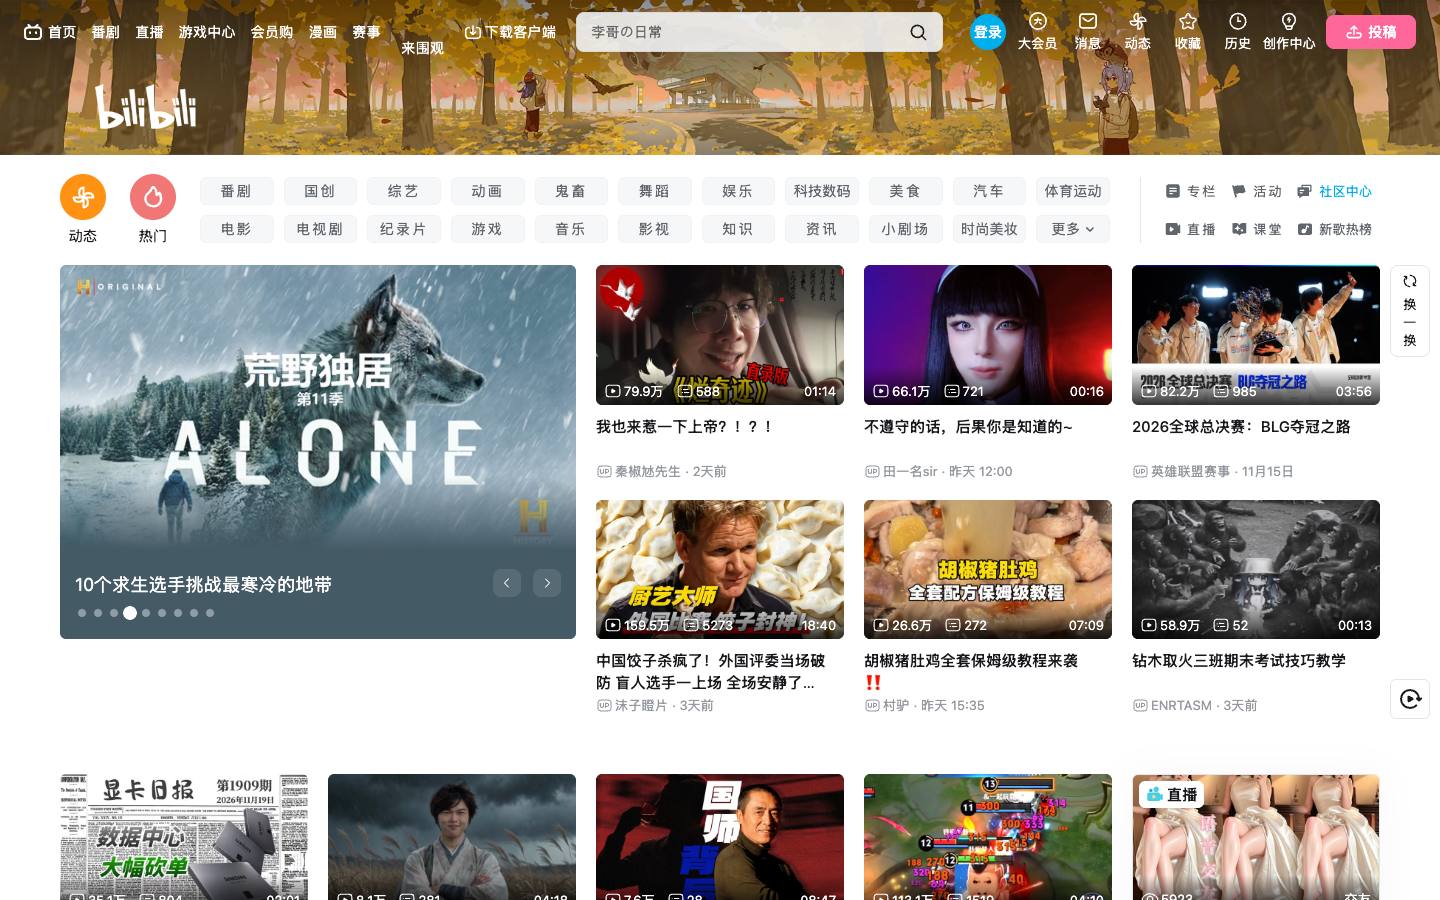 首页 番剧 直播 游戏中心 会员购 漫画 赛事 来围观 下载客户端 李哥の日常 登录 大会员 消息 动态 收藏 历史 创作中心 投稿
bilibili
动态 热门
番剧 国创 综艺 动画 鬼畜 舞蹈 娱乐 科技数码 美食 汽车 体育运动 专栏 活动 社区中心
电影 电视剧 纪录片 游戏 音乐 影视 知识 资讯 小剧场 时尚美妆 更多 直播 课堂 新歌热榜
H ORIGINAL
荒野独居
第11季
ALONE
H
HISTORY
10个求生选手挑战最寒冷的地带
直录版
79.9万 588 01:14
我也来惹一下上帝？！？！
UP 秦椒尪先生 · 2天前
66.1万 721 00:16
不遵守的话，后果你是知道的~
UP 田一名sir · 昨天 12:00
2026全球总决赛 BLG夺冠之路
82.2万 985 03:56
2026全球总决赛：BLG夺冠之路
UP 英雄联盟赛事 · 11月15日
换一换
厨艺大师
159.5万 5273 18:40
中国饺子杀疯了！外国评委当场破
防 盲人选手一上场 全场安静了...
UP 沫子瞪片 · 3天前
胡椒猪肚鸡
全套配方保姆级教程
26.6万 272 07:09
胡椒猪肚鸡全套保姆级教程来袭
‼️
UP 村驴 · 昨天 15:35
58.9万 52 00:13
钻木取火三班期末考试技巧教学
UP ENRTASM · 3天前
显卡日报 第1909期
2026年11月19日
数据中心
大幅砍单
SAMSUNG
国师
直播